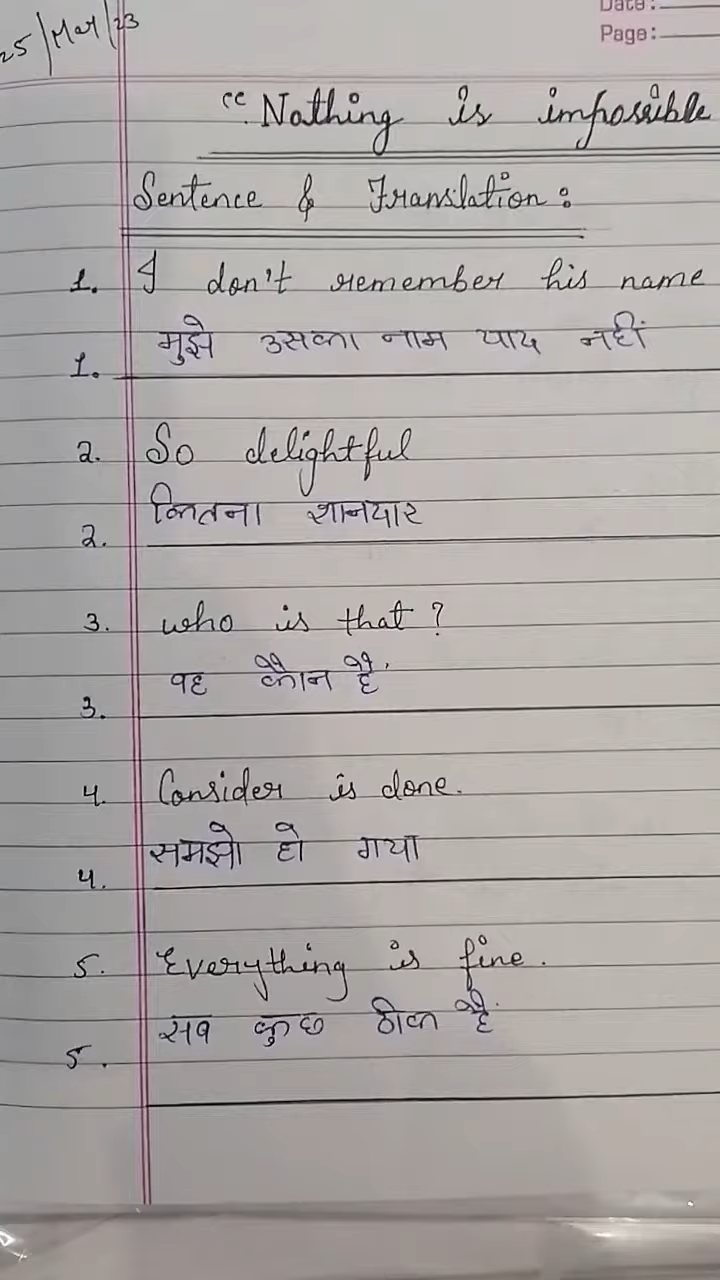 Date:
Page:
25/Mar/23
"Nothing is impossible
Sentence & Translation:
1. I don't remember his name
1. मुझे उसका नाम याद नहीं
2. So delightful
2. कितना शानदार
3. who is that?
3. वह कौन है
4. Consider is done.
4. समझो हो गया
5. Everything is fine.
5. सब कुछ ठीक है